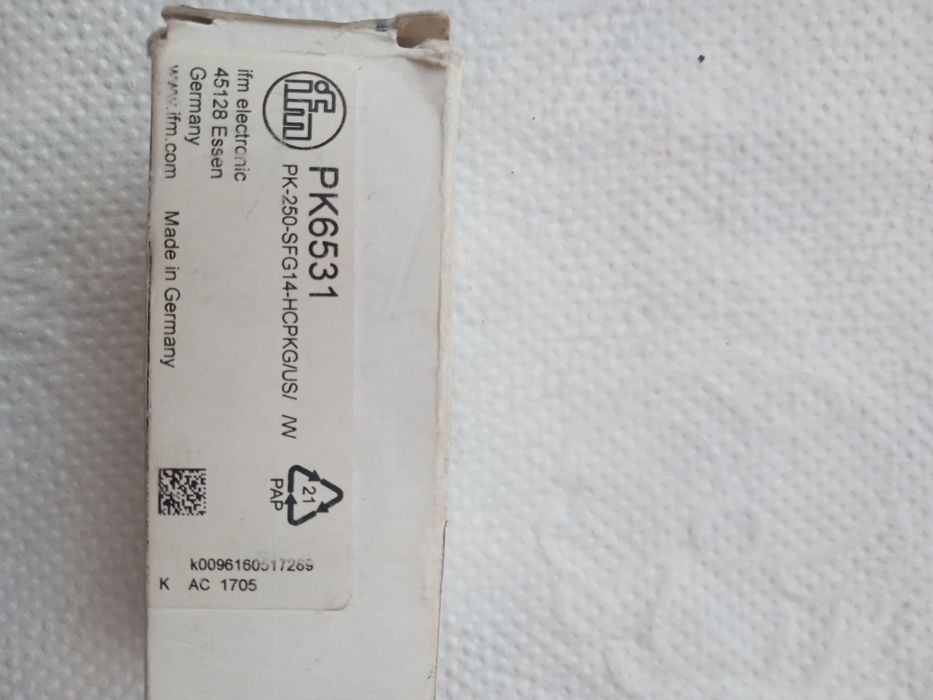 ifm
PK6531
PK-250-SFG14-HCPKG/US/ /W
ifm electronic
45128 Essen
Germany
www.ifm.com Made in Germany
21
PAP
k0096160517289
K AC 1705